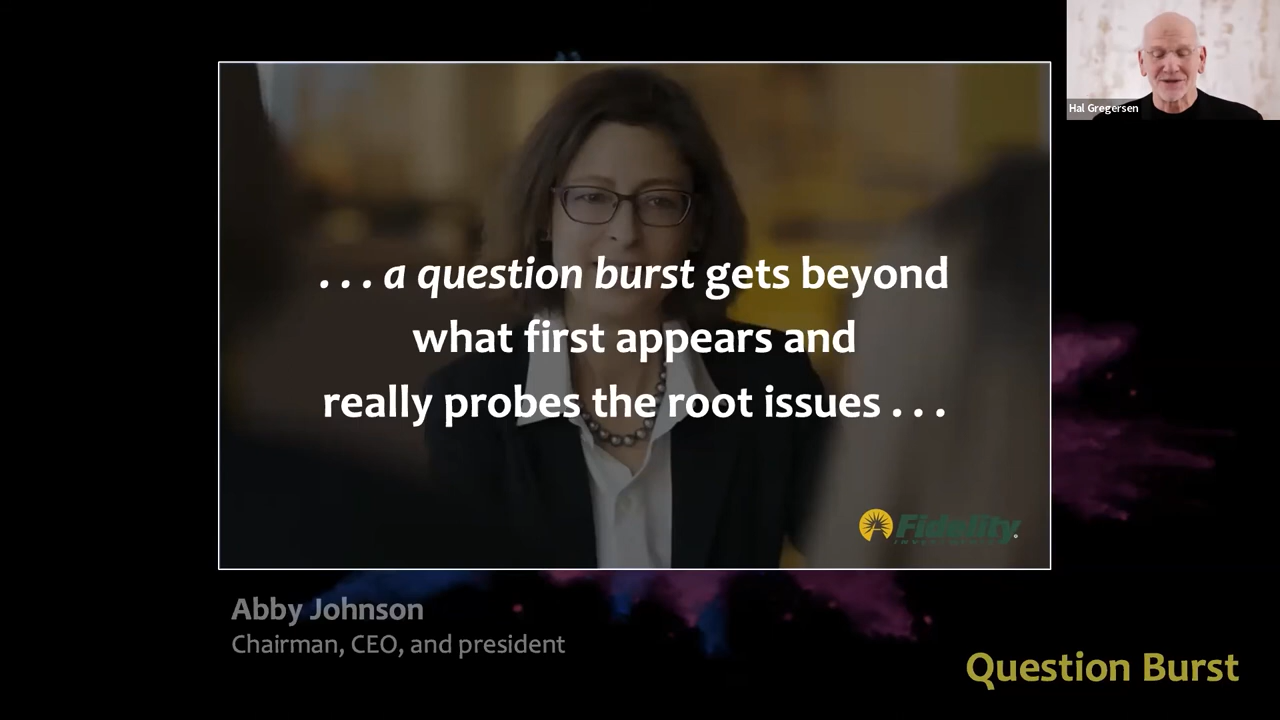 Hal Gregersen
. . . a question burst gets beyond
what first appears and
really probes the root issues . . .
Fidelity
Abby Johnson
Chairman, CEO, and president
Question Burst